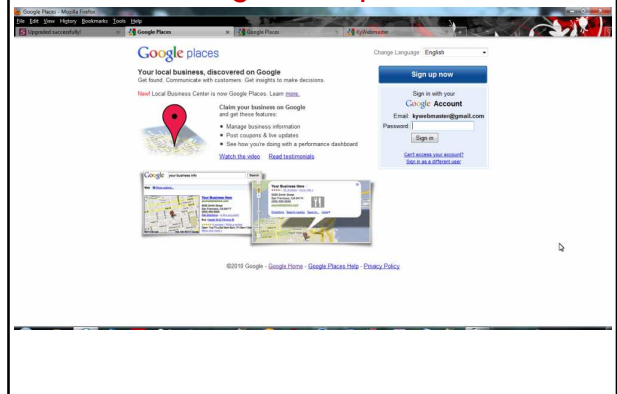 Google Places - Mozilla Firefox
File Edit View History Bookmarks Tools Help
Upgraded successfully!
Google Places
Google Places
KyWebmaster
Google places
Change Language: English
Your local business, discovered on Google
Get found. Communicate with customers. Get insights to make decisions.
New! Local Business Center is now Google Places. Learn more.
Claim your business on Google
and get these features:
Manage business information
Post coupons & live updates
See how you're doing with a performance dashboard
Watch the video Read testimonials
Sign up now
Sign in with your
Google Account
Email: kywebmaster@gmail.com
Password:
Sign in
Can't access your account?
Sign in as a different user
Google
your business info
Search
Your Business Here
Your Business Here
©2010 Google - Google Home - Google Places Help - Privacy Policy